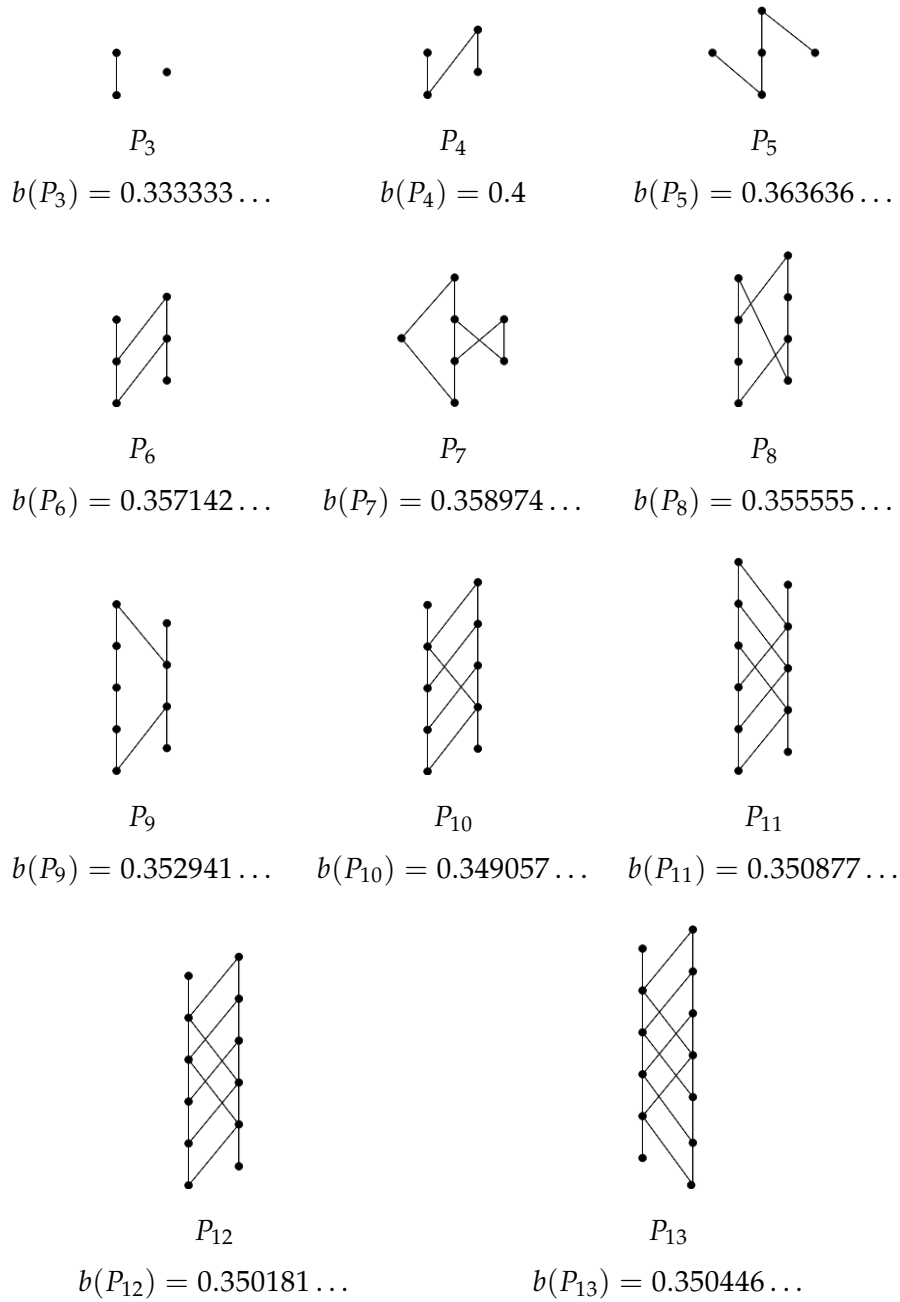 P₃ P₄ P₅
b(P₃) = 0.333333... b(P₄) = 0.4 b(P₅) = 0.363636...
P₆ P₇ P₈
b(P₆) = 0.357142... b(P₇) = 0.358974... b(P₈) = 0.355555...
P₉ P₁₀ P₁₁
b(P₉) = 0.352941... b(P₁₀) = 0.349057... b(P₁₁) = 0.350877...
P₁₂ P₁₃
b(P₁₂) = 0.350181... b(P₁₃) = 0.350446...